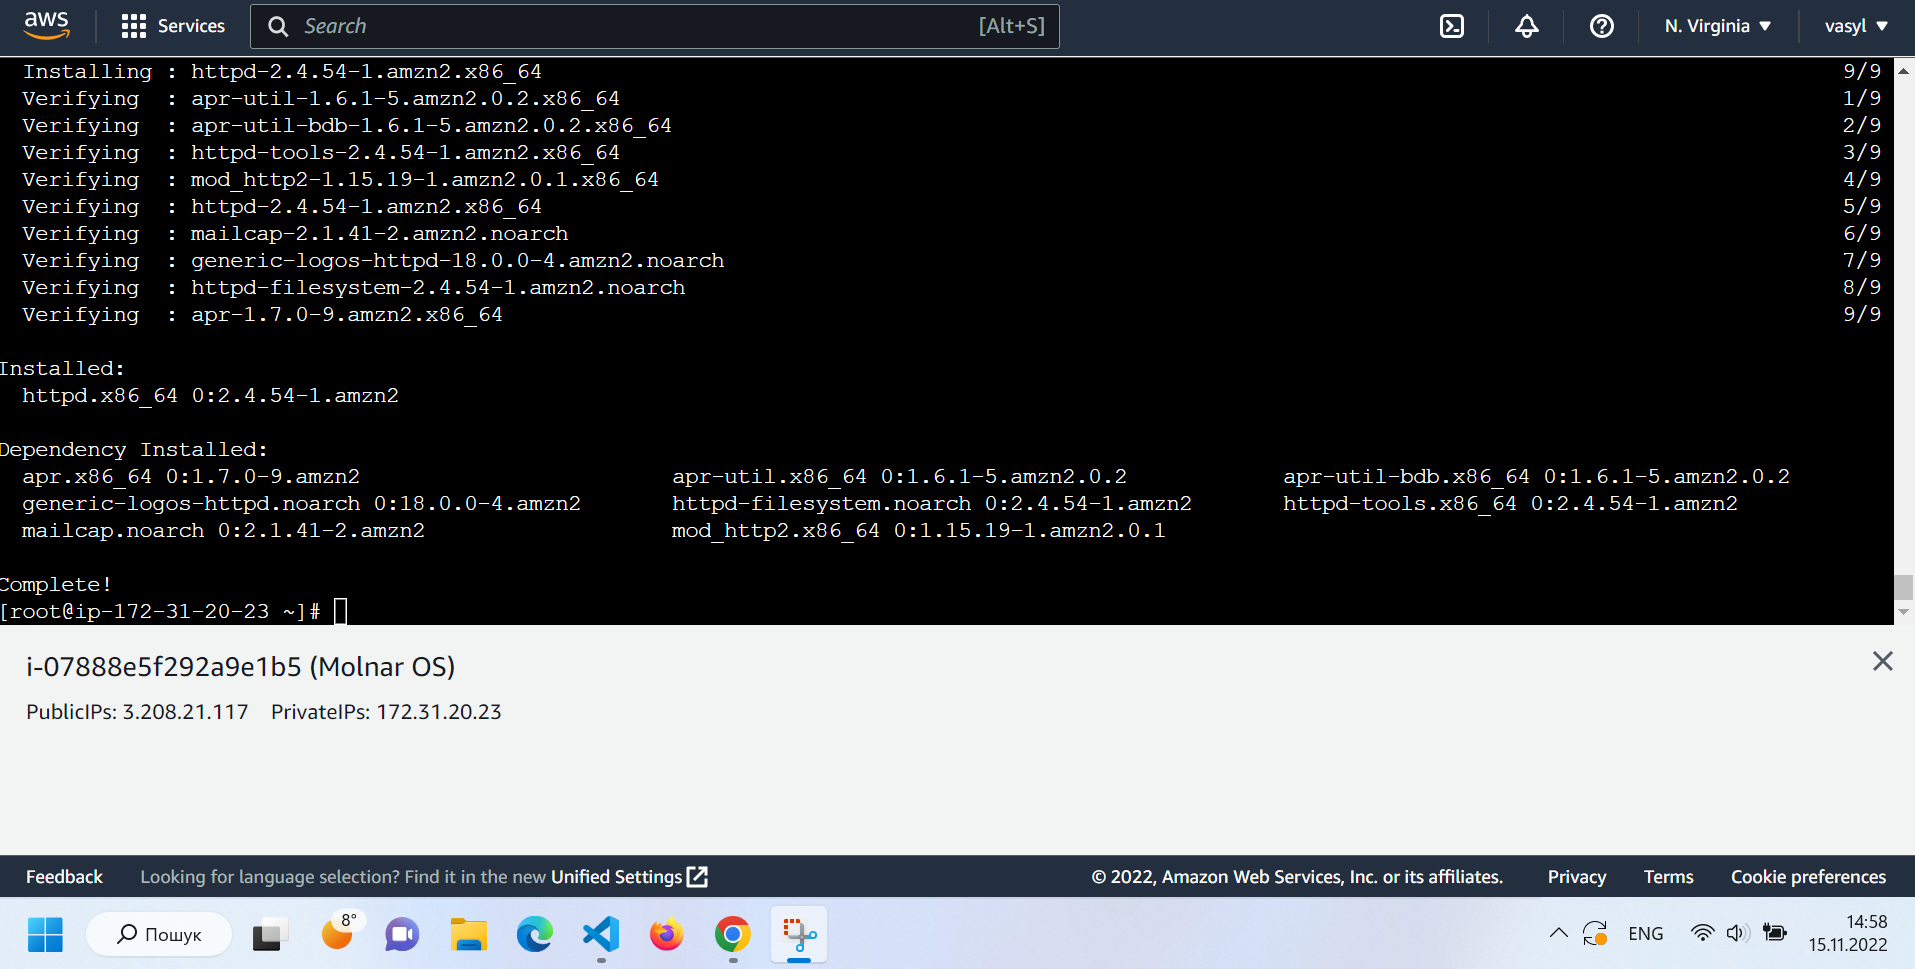 aws Services Search [Alt+S] N. Virginia vasyl
Installing : httpd-2.4.54-1.amzn2.x86_64 9/9
Verifying : apr-util-1.6.1-5.amzn2.0.2.x86_64 1/9
Verifying : apr-util-bdb-1.6.1-5.amzn2.0.2.x86_64 2/9
Verifying : httpd-tools-2.4.54-1.amzn2.x86_64 3/9
Verifying : mod_http2-1.15.19-1.amzn2.0.1.x86_64 4/9
Verifying : httpd-2.4.54-1.amzn2.x86_64 5/9
Verifying : mailcap-2.1.41-2.amzn2.noarch 6/9
Verifying : generic-logos-httpd-18.0.0-4.amzn2.noarch 7/9
Verifying : httpd-filesystem-2.4.54-1.amzn2.noarch 8/9
Verifying : apr-1.7.0-9.amzn2.x86_64 9/9
Installed:
httpd.x86_64 0:2.4.54-1.amzn2
Dependency Installed:
apr.x86_64 0:1.7.0-9.amzn2 apr-util.x86_64 0:1.6.1-5.amzn2.0.2 apr-util-bdb.x86_64 0:1.6.1-5.amzn2.0.2
generic-logos-httpd.noarch 0:18.0.0-4.amzn2 httpd-filesystem.noarch 0:2.4.54-1.amzn2 httpd-tools.x86_64 0:2.4.54-1.amzn2
mailcap.noarch 0:2.1.41-2.amzn2 mod_http2.x86_64 0:1.15.19-1.amzn2.0.1
Complete!
[root@ip-172-31-20-23 ~]#
i-07888e5f292a9e1b5 (Molnar OS)
PublicIPs: 3.208.21.117 PrivateIPs: 172.31.20.23
Feedback Looking for language selection? Find it in the new Unified Settings © 2022, Amazon Web Services, Inc. or its affiliates. Privacy Terms Cookie preferences
Пошук 8° ENG 14:58
15.11.2022